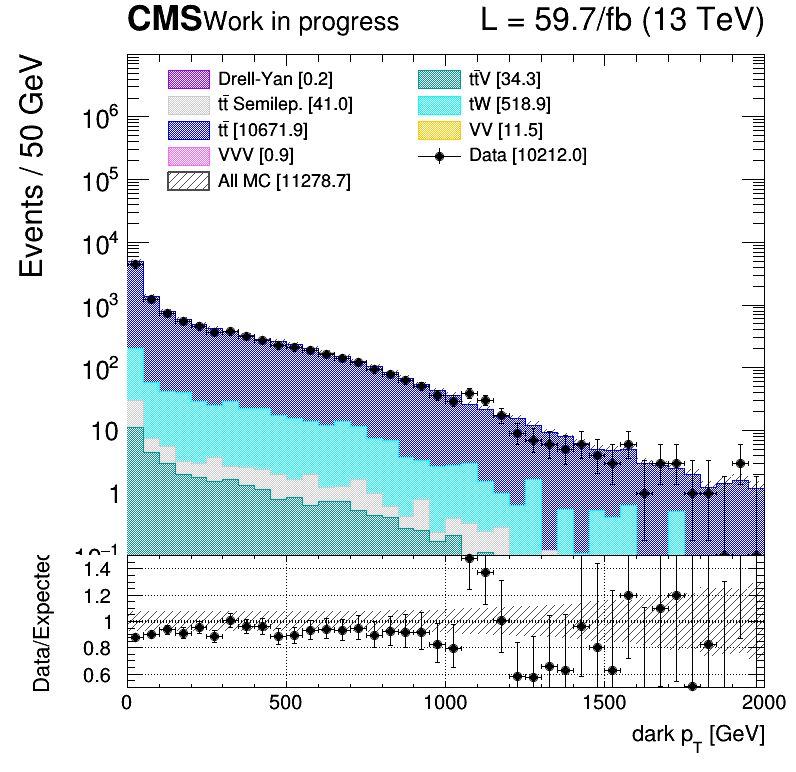 CMS Work in progress L = 59.7/fb (13 TeV)
Events / 50 GeV
Drell-Yan [0.2]
tt̄ Semilep. [41.0]
tt̄ [10671.9]
VVV [0.9]
All MC [11278.7]
tt̄V [34.3]
tW [518.9]
VV [11.5]
Data [10212.0]
10⁶
10⁵
10⁴
10³
10²
10
1
10⁻¹
Data/Expected
1.4
1.2
1
0.8
0.6
0 500 1000 1500 2000
dark p_T [GeV]